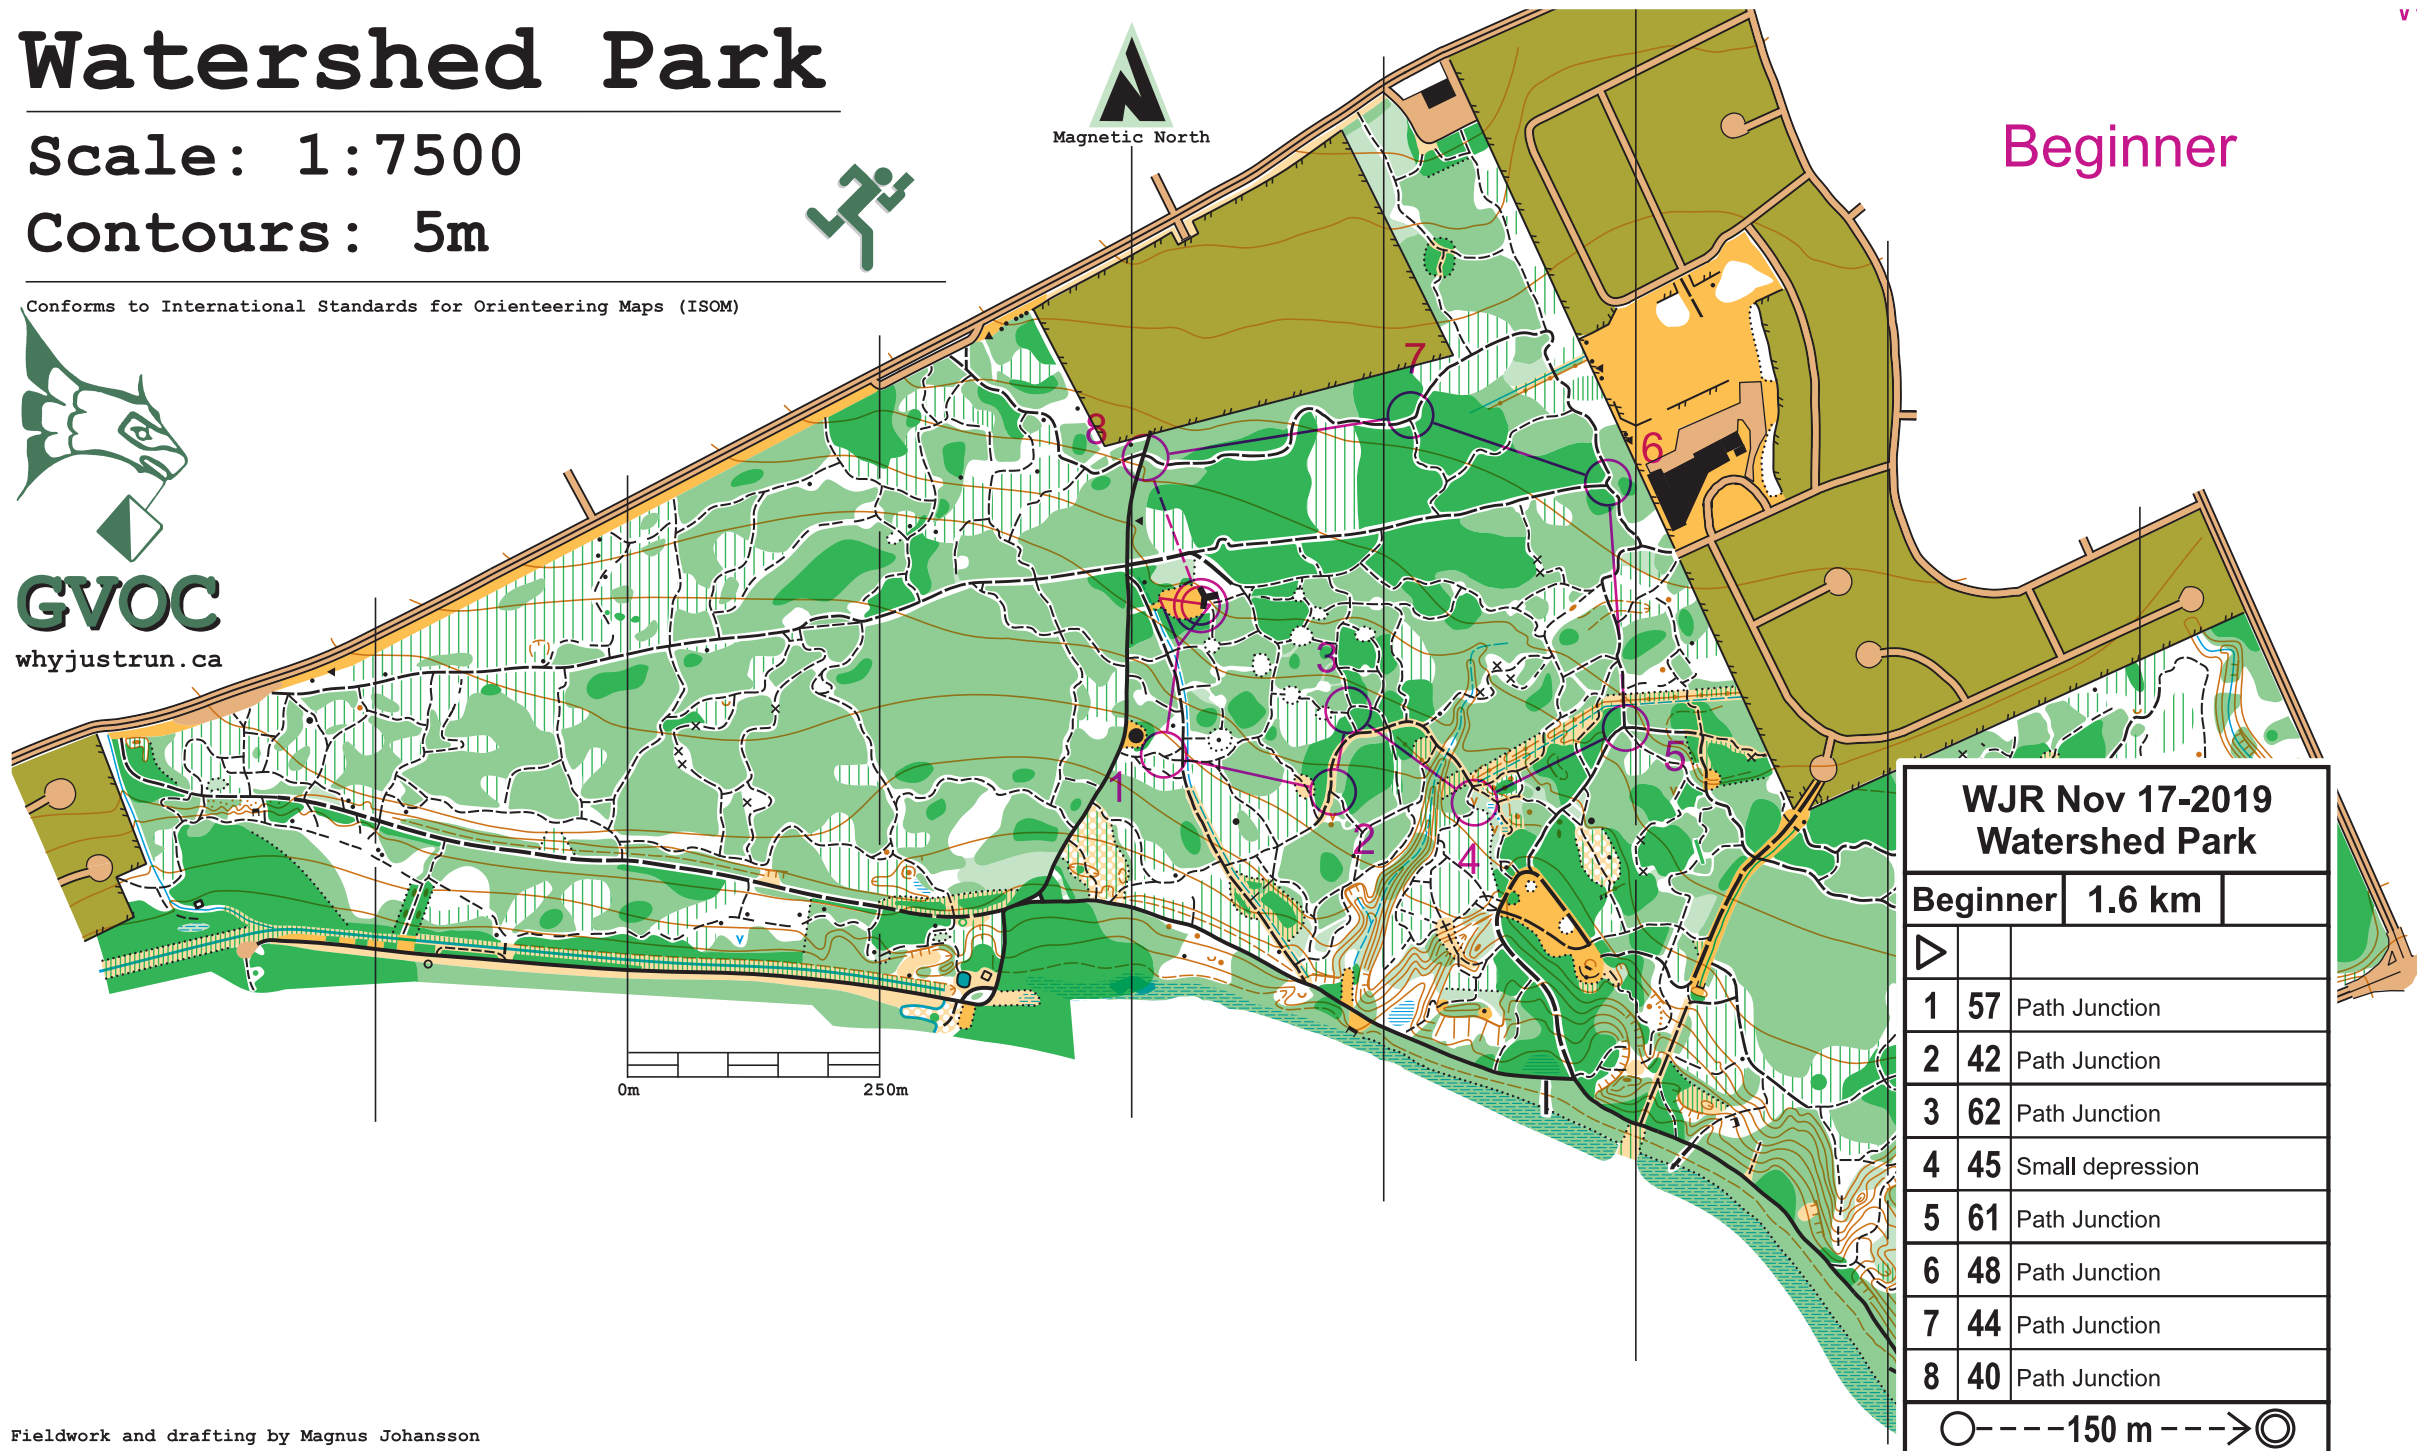 Watershed Park
Scale: 1:7500
Contours: 5m
Conforms to International Standards for Orienteering Maps (ISOM)
GVOC
whyjustrun.ca
Magnetic North
Beginner
7
8
6
3
5
1
2
4
0m 250m
WJR Nov 17-2019
Watershed Park
Beginner 1.6 km
1 57 Path Junction
2 42 Path Junction
3 62 Path Junction
4 45 Small depression
5 61 Path Junction
6 48 Path Junction
7 44 Path Junction
8 40 Path Junction
150 m
Fieldwork and drafting by Magnus Johansson